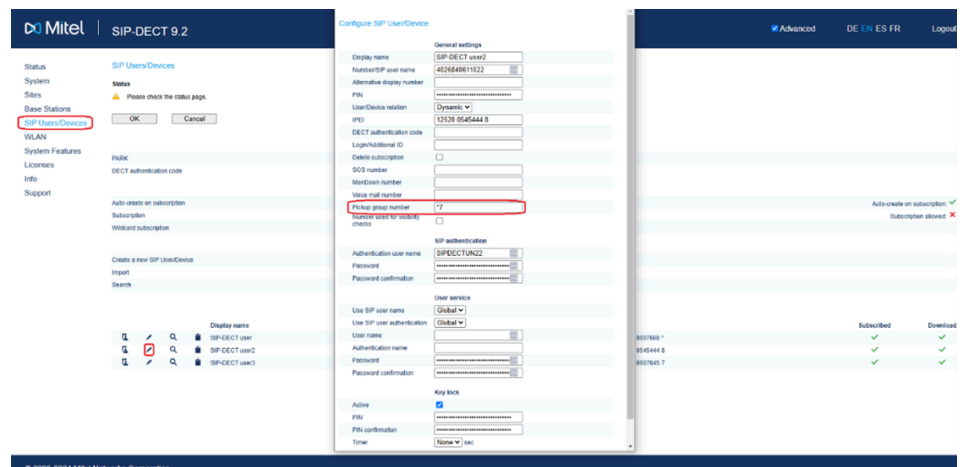 Mitel | SIP-DECT 9.2
Advanced
DE EN ES FR
Logout
Status
System
Sites
Base Stations
SIP Users/Devices
WLAN
System Features
Licenses
Info
Support
SIP Users/Devices
Status
Please check the status page.
OK Cancel
PARK
DECT authentication code
Auto-create on subscription
Subscription
Wildcard subscription
Create a new SIP User/Device
Import
Search
Display name
SIP-DECT user
SIP-DECT user2
SIP-DECT user3
Configure SIP User/Device
General settings
Display name SIP-DECT user2
Number/SIP user name 4026840611022
Alternative display number
PIN
User/Device relation Dynamic
IPEI 12520 0545444 8
DECT authentication code
Login/Additional ID
Delete subscription
SOS number
ManDown number
Voice mail number
Pickup group number *7
Number used for visibility
checks
SIP authentication
Authentication user name SIPDECTUN22
Password
Password confirmation
User service
Use SIP user name Global
Use SIP user authentication Global
User name
Authentication name
Password
Password confirmation
Key lock
Active
PIN
PIN confirmation
Timer None sec
Auto-create on subscription:
Subscription allowed:
Subscribed Download
0007668 *
0545444 8
0007645 7